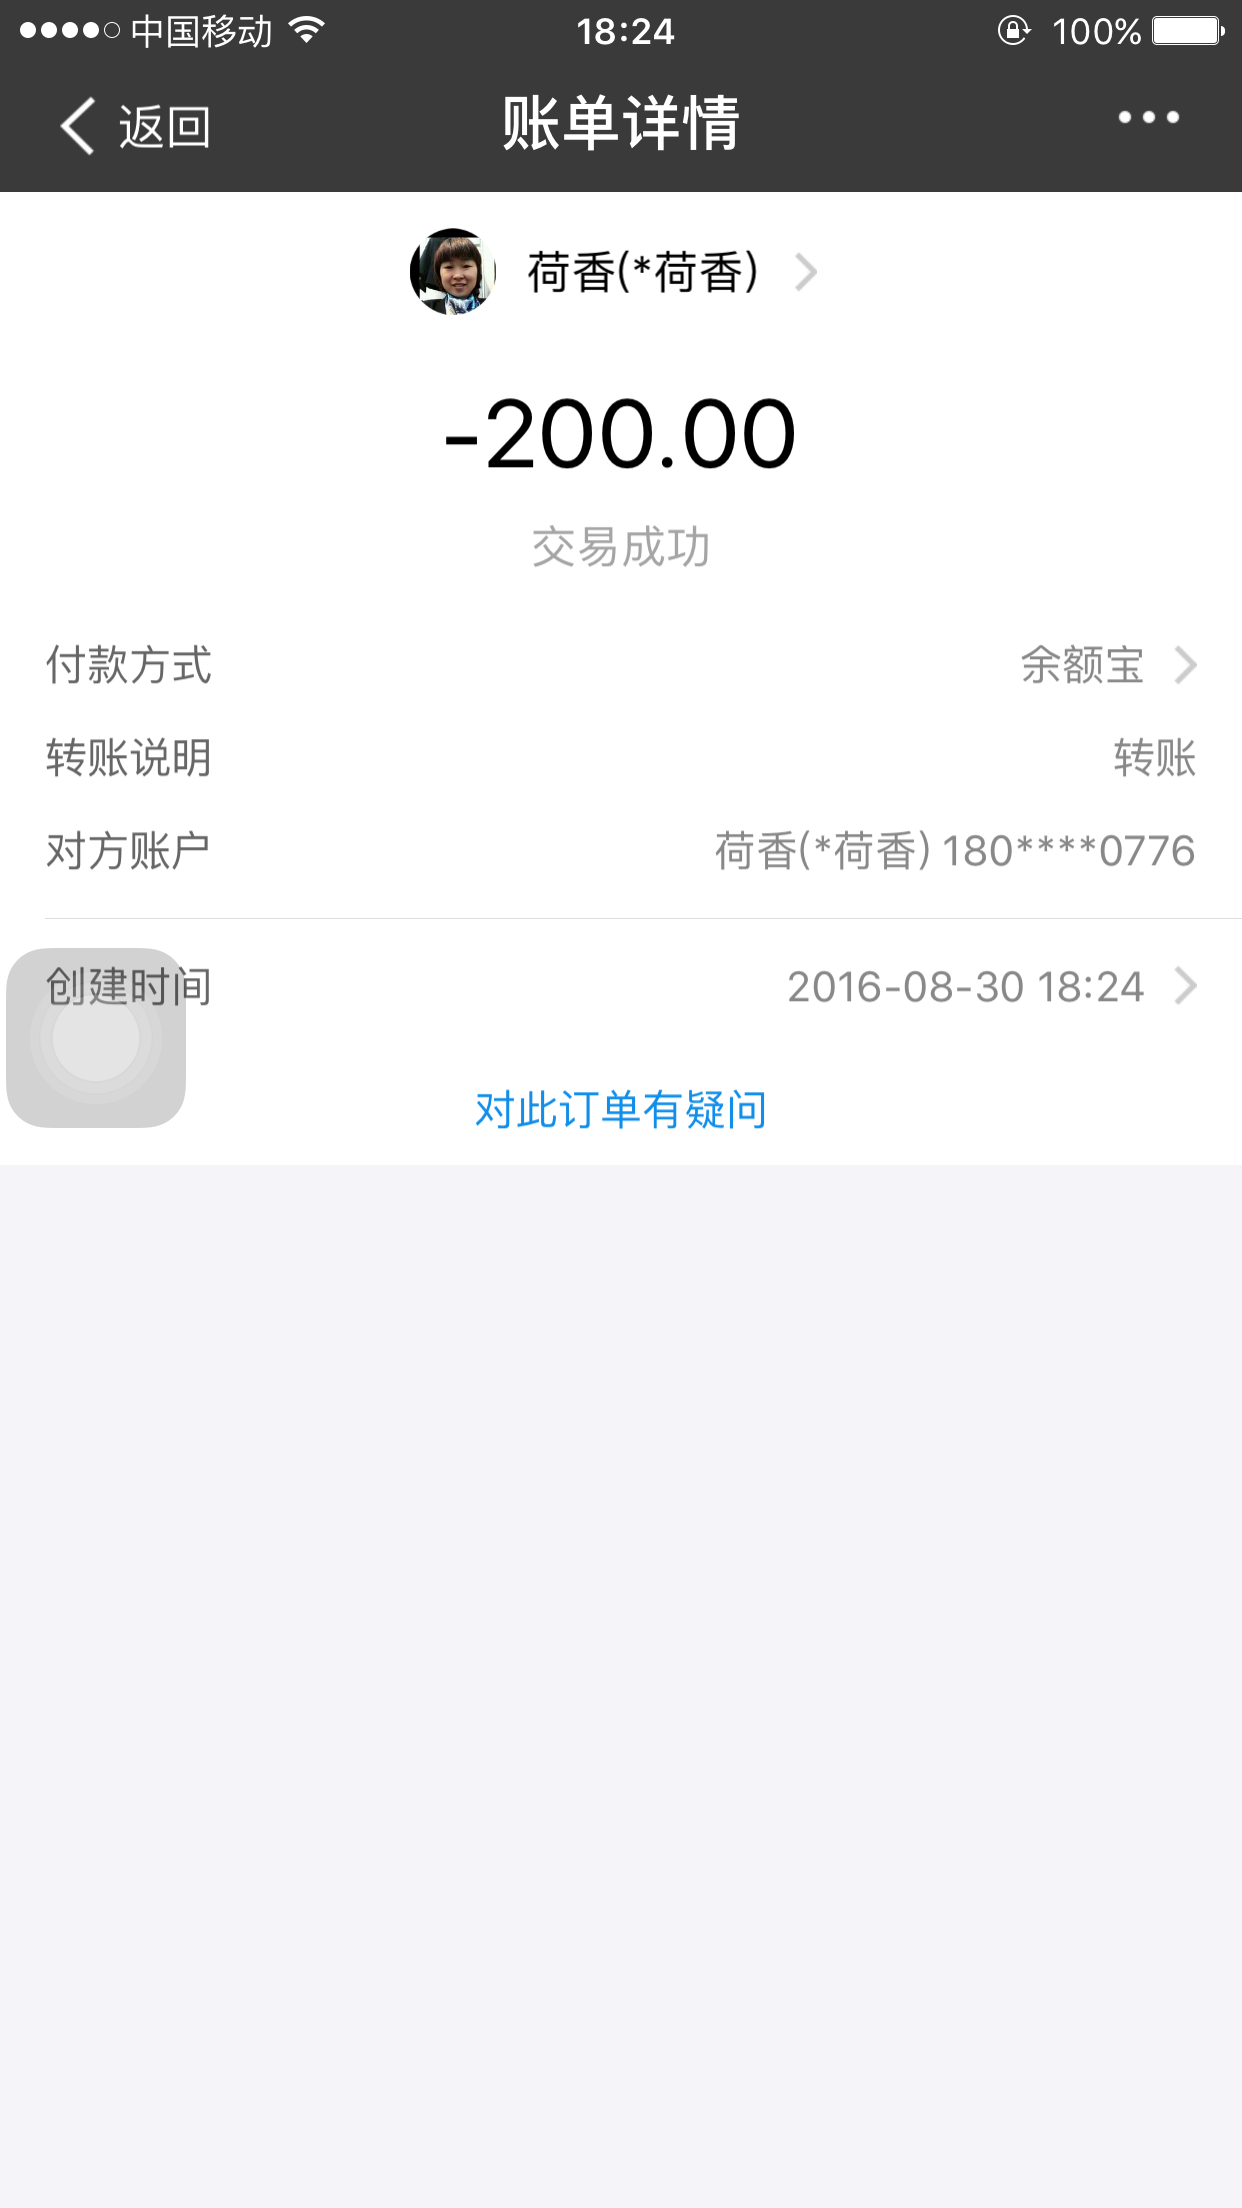 中国移动 18:24 100%
返回 账单详情
荷香(*荷香)
-200.00
交易成功
付款方式 余额宝
转账说明 转账
对方账户 荷香(*荷香) 180****0776
创建时间 2016-08-30 18:24
对此订单有疑问